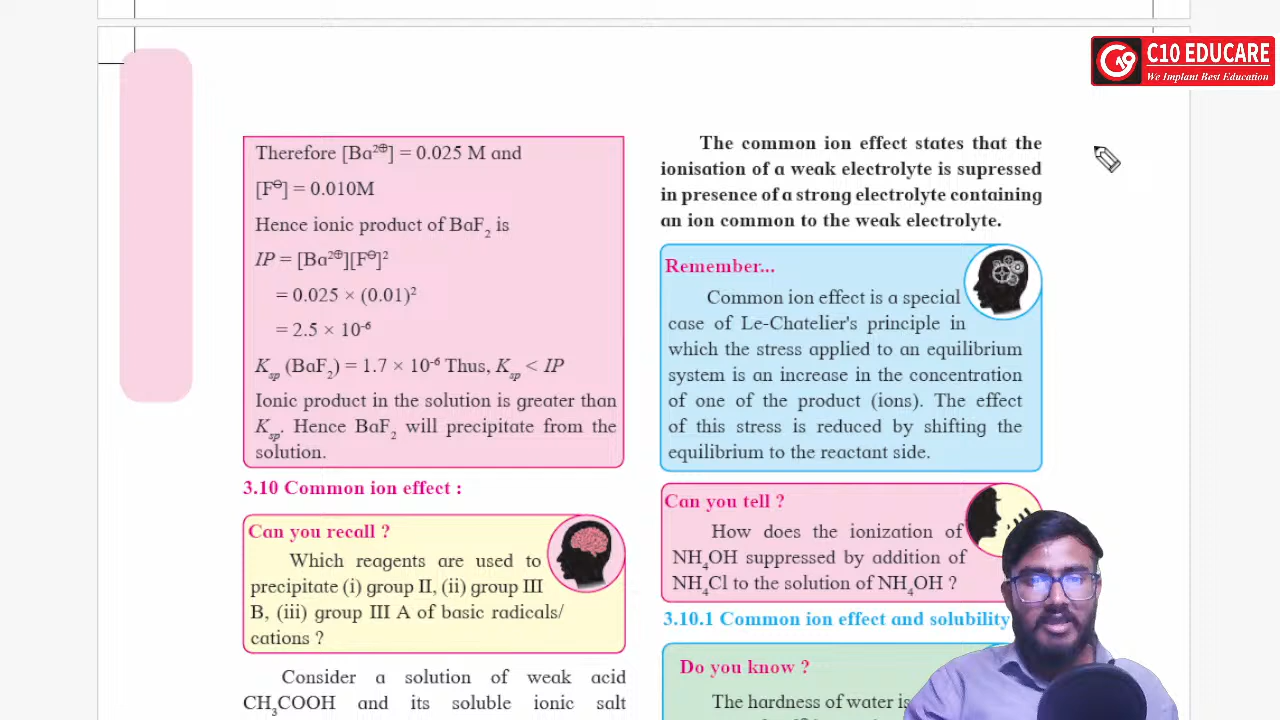 C10 EDUCARE
We Implant Best Education
Therefore [Ba²⊕] = 0.025 M and
[F⊖] = 0.010M
Hence ionic product of BaF₂ is
IP = [Ba²⊕][F⊖]²
= 0.025 × (0.01)²
= 2.5 × 10⁻⁶
Kₛₚ (BaF₂) = 1.7 × 10⁻⁶ Thus, Kₛₚ < IP
Ionic product in the solution is greater than
Kₛₚ. Hence BaF₂ will precipitate from the
solution.
3.10 Common ion effect :
Can you recall ?
Which reagents are used to
precipitate (i) group II, (ii) group III
B, (iii) group III A of basic radicals/
cations ?
Consider a solution of weak acid
CH₃COOH and its soluble ionic salt
The common ion effect states that the
ionisation of a weak electrolyte is supressed
in presence of a strong electrolyte containing
an ion common to the weak electrolyte.
Remember...
Common ion effect is a special
case of Le-Chatelier's principle in
which the stress applied to an equilibrium
system is an increase in the concentration
of one of the product (ions). The effect
of this stress is reduced by shifting the
equilibrium to the reactant side.
Can you tell ?
How does the ionization of
NH₄OH suppressed by addition of
NH₄Cl to the solution of NH₄OH ?
3.10.1 Common ion effect and solubility
Do you know ?
The hardness of water is